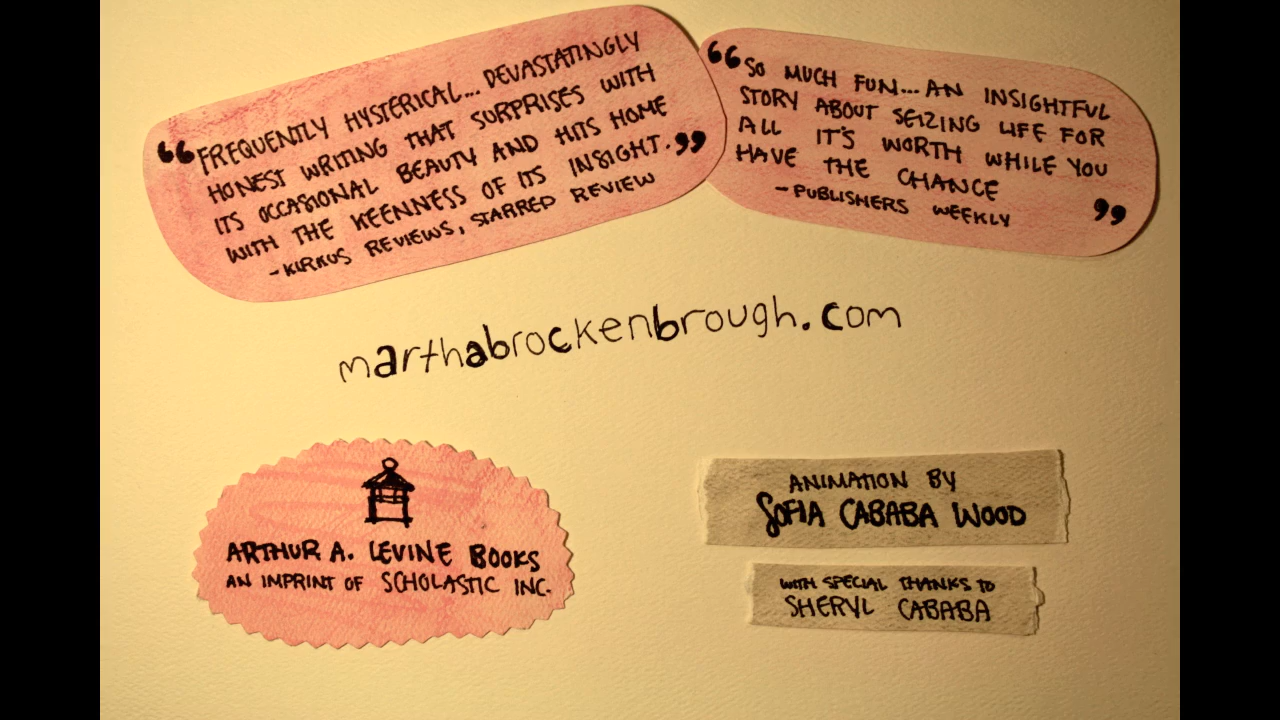 “FREQUENTLY HYSTERICAL... DEVASTATINGLY
HONEST WRITING THAT SURPRISES WITH
ITS OCCASIONAL BEAUTY AND HITS HOME
WITH THE KEENNESS OF ITS INSIGHT.”
-KIRKUS REVIEWS, STARRED REVIEW
“SO MUCH FUN... AN INSIGHTFUL
STORY ABOUT SEIZING LIFE FOR
ALL IT'S WORTH WHILE YOU
HAVE THE CHANCE
-PUBLISHERS WEEKLY ”
marthabrockenbrough.com
ARTHUR A. LEVINE BOOKS
AN IMPRINT OF SCHOLASTIC INC.
ANIMATION BY
SOFIA CABABA WOOD
WITH SPECIAL THANKS TO
SHERYL CABABA